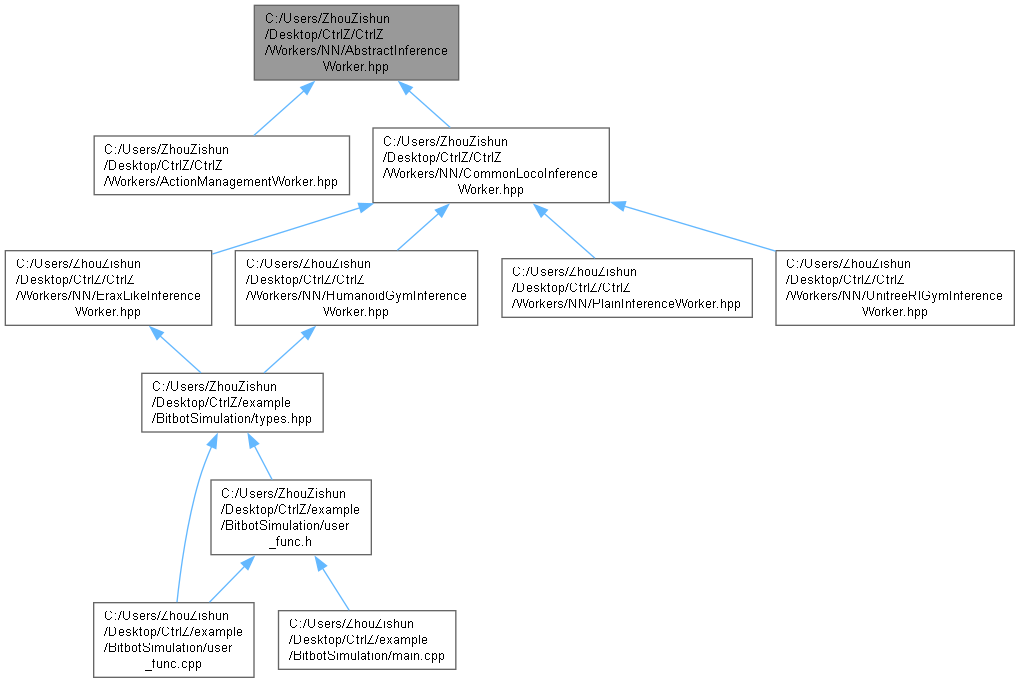 C:/Users/ZhouZishun
/Desktop/CtrlZ/CtrlZ
/Workers/NN/AbstractInference
Worker.hpp
C:/Users/ZhouZishun
/Desktop/CtrlZ/CtrlZ
/Workers/ActionManagementWorker.hpp
C:/Users/ZhouZishun
/Desktop/CtrlZ/CtrlZ
/Workers/NN/CommonLocoInference
Worker.hpp
C:/Users/ZhouZishun
/Desktop/CtrlZ/CtrlZ
/Workers/NN/EraxLikeInference
Worker.hpp
C:/Users/ZhouZishun
/Desktop/CtrlZ/CtrlZ
/Workers/NN/HumanoidGymInference
Worker.hpp
C:/Users/ZhouZishun
/Desktop/CtrlZ/CtrlZ
/Workers/NN/PlainInferenceWorker.hpp
C:/Users/ZhouZishun
/Desktop/CtrlZ/CtrlZ
/Workers/NN/UnitreeRlGymInference
Worker.hpp
C:/Users/ZhouZishun
/Desktop/CtrlZ/example
/BitbotSimulation/types.hpp
C:/Users/ZhouZishun
/Desktop/CtrlZ/example
/BitbotSimulation/user
_func.h
C:/Users/ZhouZishun
/Desktop/CtrlZ/example
/BitbotSimulation/user
_func.cpp
C:/Users/ZhouZishun
/Desktop/CtrlZ/example
/BitbotSimulation/main.cpp